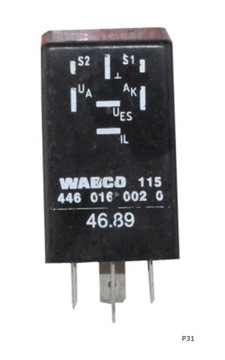 S2 S1
UA AK
UES
IL
WABCO 115
446 016 002 0
46.89
P31